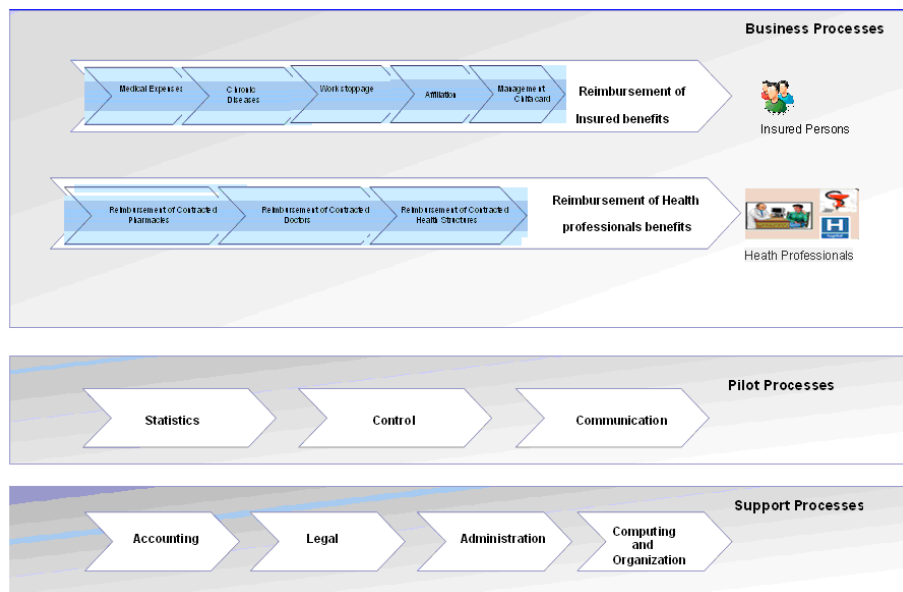 Business Processes
Medical Expenses
Chronic
Diseases
Work stoppage
Affiliation
Management
Chifa card
Reimbursement of
Insured benefits
Insured Persons
Reimbursement of Contracted
Pharmacies
Reimbursement of Contracted
Doctors
Reimbursement of Contracted
Health Structures
Reimbursement of Health
professionals benefits
H
Heath Professionals
Pilot Processes
Statistics
Control
Communication
Support Processes
Accounting
Legal
Administration
Computing
and
Organization